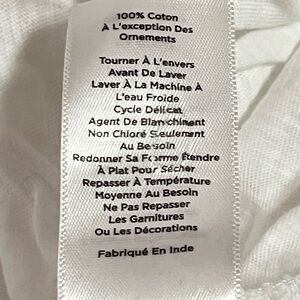 100% Coton
À L'exception Des
Ornements
Tourner À L'envers
Avant De Laver
Laver À La Machine À
L'eau Froide
Cycle Délicat
Agent De Blanchiment
Non Chloré Seulement
Au Besoin
Redonner Sa Forme Étendre
À Plat Pour Sécher
Repasser À Température
Moyenne Au Besoin
Ne Pas Repasser
Les Garnitures
Ou Les Décorations
Fabriqué En Inde